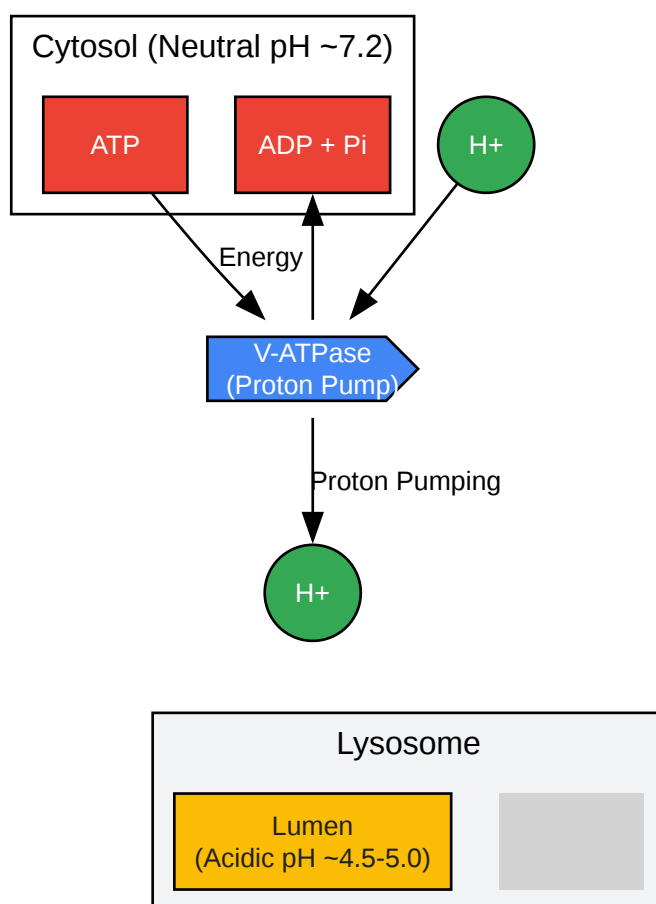 Cytosol (Neutral pH ~7.2)
ATP
ADP + Pi
H+
Energy
V-ATPase
(Proton Pump)
Proton Pumping
H+
Lysosome
Lumen
(Acidic pH ~4.5-5.0)